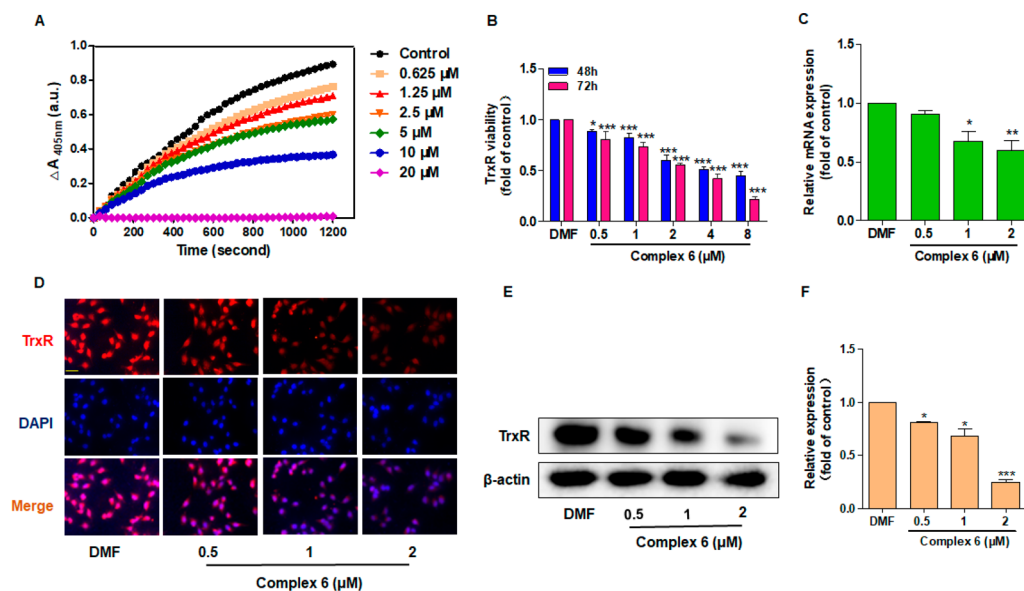 A
△A 405nm (a.u.)
1.0
0.8
0.6
0.4
0.2
0.0
0 200 400 600 800 1000 1200
Time (second)
Control
0.625 µM
1.25 µM
2.5 µM
5 µM
10 µM
20 µM
B
TrxR viability
(fold of control)
1.5
1.0
0.5
0.0
48h
72h
* *** *** *** *** *** *** *** ***
DMF 0.5 1 2 4 8
Complex 6 (µM)
C
Relative mRNA expression
(fold of control)
1.5
1.0
0.5
0.0
* **
DMF 0.5 1 2
Complex 6 (µM)
D
TrxR
DAPI
Merge
DMF 0.5 1 2
Complex 6 (µM)
E
TrxR
β-actin
DMF 0.5 1 2
Complex 6 (µM)
F
Relative expression
(fold of control)
1.5
1.0
0.5
0.0
* * ***
DMF 0.5 1 2
Complex 6 (µM)